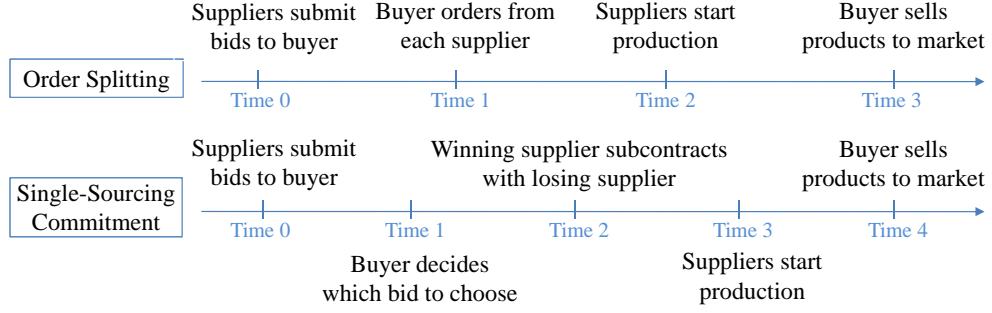 Suppliers submit
bids to buyer
Buyer orders from
each supplier
Suppliers start
production
Buyer sells
products to market
Order Splitting
Time 0
Time 1
Time 2
Time 3
Suppliers submit
bids to buyer
Winning supplier subcontracts
with losing supplier
Buyer sells
products to market
Single-Sourcing
Commitment
Time 0
Time 1
Time 2
Time 3
Time 4
Buyer decides
which bid to choose
Suppliers start
production